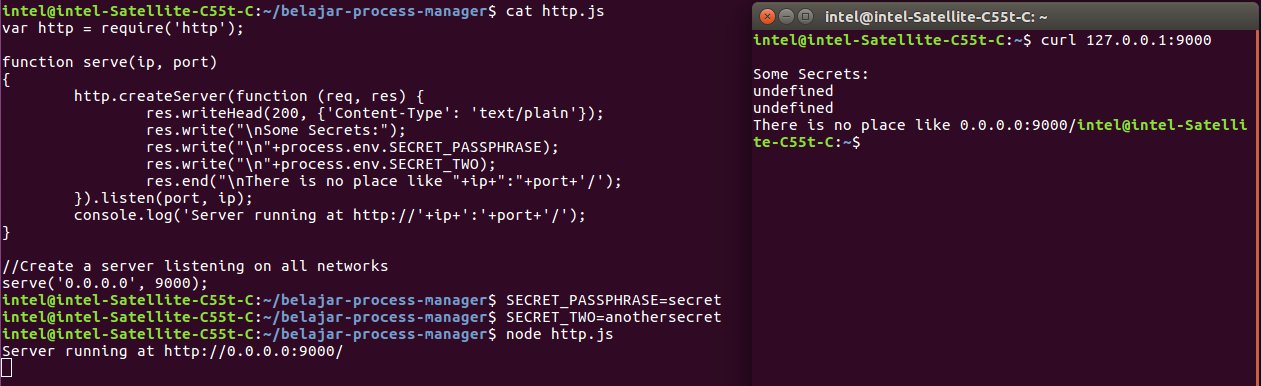 intel@intel-Satellite-C55t-C:~/belajar-process-manager$ cat http.js
var http = require('http');
function serve(ip, port)
{
        http.createServer(function (req, res) {
                res.writeHead(200, {'Content-Type': 'text/plain'});
                res.write("\nSome Secrets:");
                res.write("\n"+process.env.SECRET_PASSPHRASE);
                res.write("\n"+process.env.SECRET_TWO);
                res.end("\nThere is no place like "+ip+":"+port+'/');
        }).listen(port, ip);
        console.log('Server running at http://'+ip+':'+port+'/');
}
//Create a server listening on all networks
serve('0.0.0.0', 9000);
intel@intel-Satellite-C55t-C:~/belajar-process-manager$ SECRET_PASSPHRASE=secret
intel@intel-Satellite-C55t-C:~/belajar-process-manager$ SECRET_TWO=anothersecret
intel@intel-Satellite-C55t-C:~/belajar-process-manager$ node http.js
Server running at http://0.0.0.0:9000/
intel@intel-Satellite-C55t-C: ~
intel@intel-Satellite-C55t-C:~$ curl 127.0.0.1:9000
Some Secrets:
undefined
undefined
There is no place like 0.0.0.0:9000/intel@intel-Satelli
te-C55t-C:~$